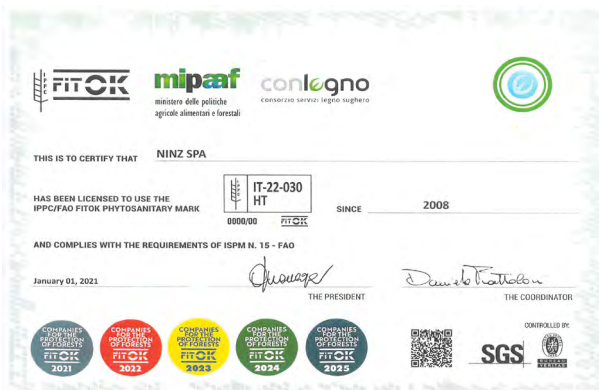 IPPC
FITOK
mipaaf
ministero delle politiche
agricole alimentari e forestali
conlegno
consorzio servizi legno sughero
THIS IS TO CERTIFY THAT NINZ SPA
HAS BEEN LICENSED TO USE THE
IPPC/FAO FITOK PHYTOSANITARY MARK
IT-22-030
HT
0000/00 FITOK
SINCE 2008
AND COMPLIES WITH THE REQUIREMENTS OF ISPM N. 15 - FAO
January 01, 2021
THE PRESIDENT
THE COORDINATOR
COMPANIES
FOR THE
PROTECTION
OF FORESTS
FITOK
2021
COMPANIES
FOR THE
PROTECTION
OF FORESTS
FITOK
2022
COMPANIES
FOR THE
PROTECTION
OF FORESTS
FITOK
2023
COMPANIES
FOR THE
PROTECTION
OF FORESTS
FITOK
2024
COMPANIES
FOR THE
PROTECTION
OF FORESTS
FITOK
2025
CONTROLLED BY:
SGS
BUREAU
VERITAS